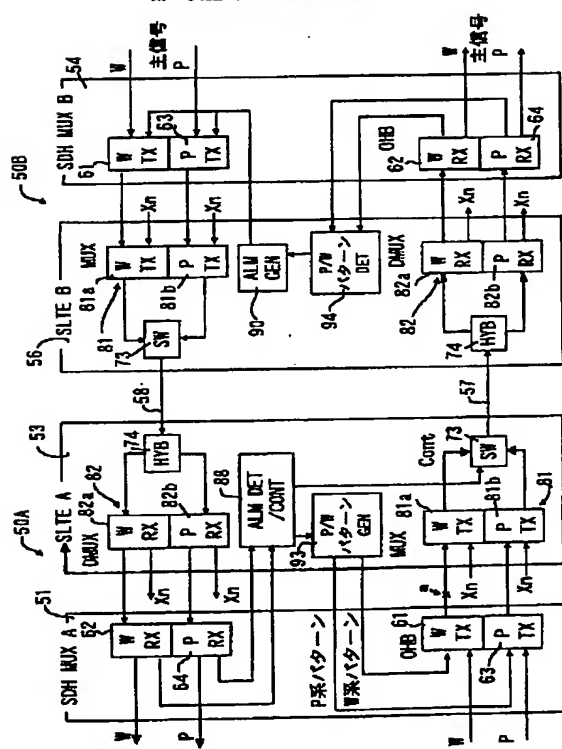 50A
50B
51
SDH MUX A
53
SLTE A
56
SLTE B
54
SDH MUX B
W
P
62
W
RX
P
RX
64
DMUX
82a
82
W
RX
P
RX
82b
Xn
Xn
74
HYB
58
73
SW
81
81a
MUX
W
TX
P
TX
81b
Xn
Xn
61
W
TX
63
P
TX
W
主信号
P
88
ALM DET
/CONT
93
P/W
パターン
GEN
P系パターン
W系パターン
90
ALM
GEN
94
P/W
パターン
DET
OHB
61
W
TX
P
TX
63
W
P
a
Xn
Xn
MUX
81a
W
TX
P
TX
81b
81
Cont
73
SW
57
74
HYB
82
82a
DMUX
W
RX
P
RX
82b
Xn
Xn
OHB
62
W
RX
P
RX
64
W
主信号
P